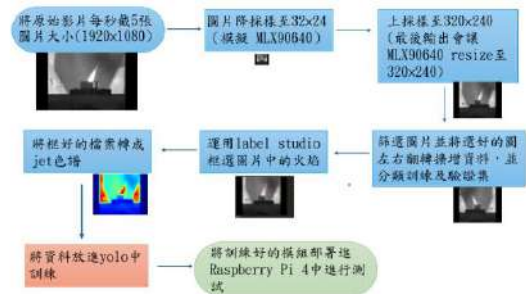 將原始影片每秒截5張
圖片大小(1920x1080)
圖片降採樣至32x24
(模擬 MLX90640)
上採樣至320x240
(最後輸出會讓
MLX90640 resize至
320x240)
篩選圖片並將選好的圖
左右翻轉擴增資料，並
分類訓練及驗證集
運用label studio
框選圖片中的火焰
將框好的檔案轉成
jet色譜
將資料放進yolo中
訓練
將訓練好的模組部署進
Raspberry Pi 4中進行測
試